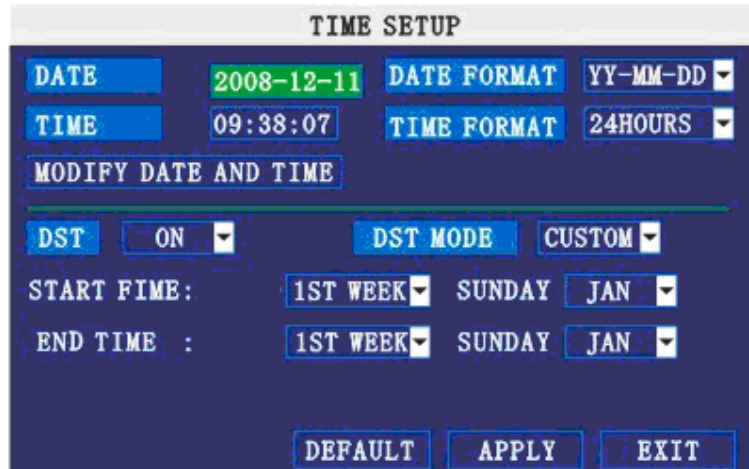 TIME SETUP
DATE 2008-12-11 DATE FORMAT YY-MM-DD
TIME 09:38:07 TIME FORMAT 24HOURS
MODIFY DATE AND TIME
DST ON DST MODE CUSTOM
START FIME: 1ST WEEK SUNDAY JAN
END TIME : 1ST WEEK SUNDAY JAN
DEFAULT APPLY EXIT